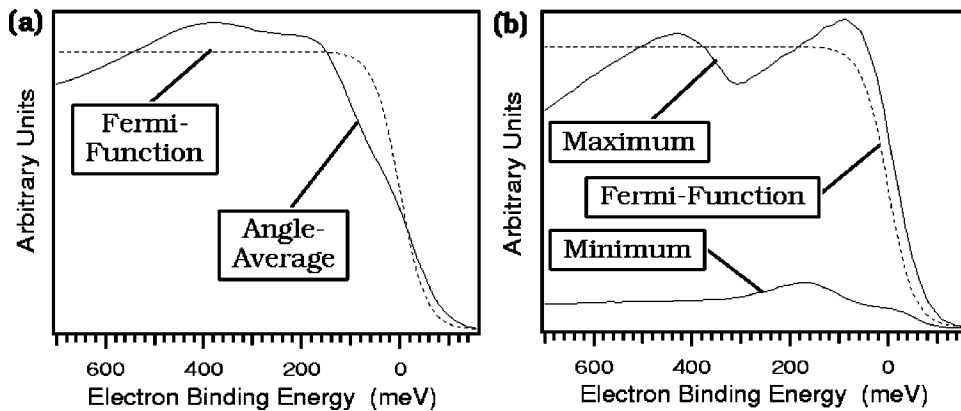 (a)
Arbitrary Units
Fermi-
Function
Angle-
Average
600 400 200 0
Electron Binding Energy (meV)
(b)
Arbitrary Units
Maximum
Fermi-Function
Minimum
600 400 200 0
Electron Binding Energy (meV)